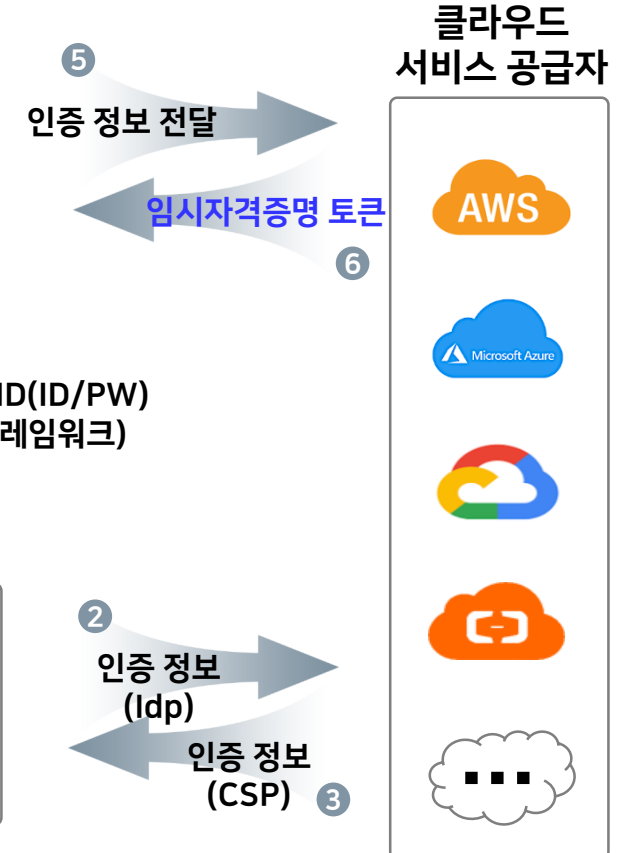 클라우드
서비스 공급자
5
인증 정보 전달
임시자격증명 토큰
6
AWS
Microsoft Azure
ID(ID/PW)
레임워크)
2
인증 정보
(Idp)
인증 정보
(CSP)
3
...